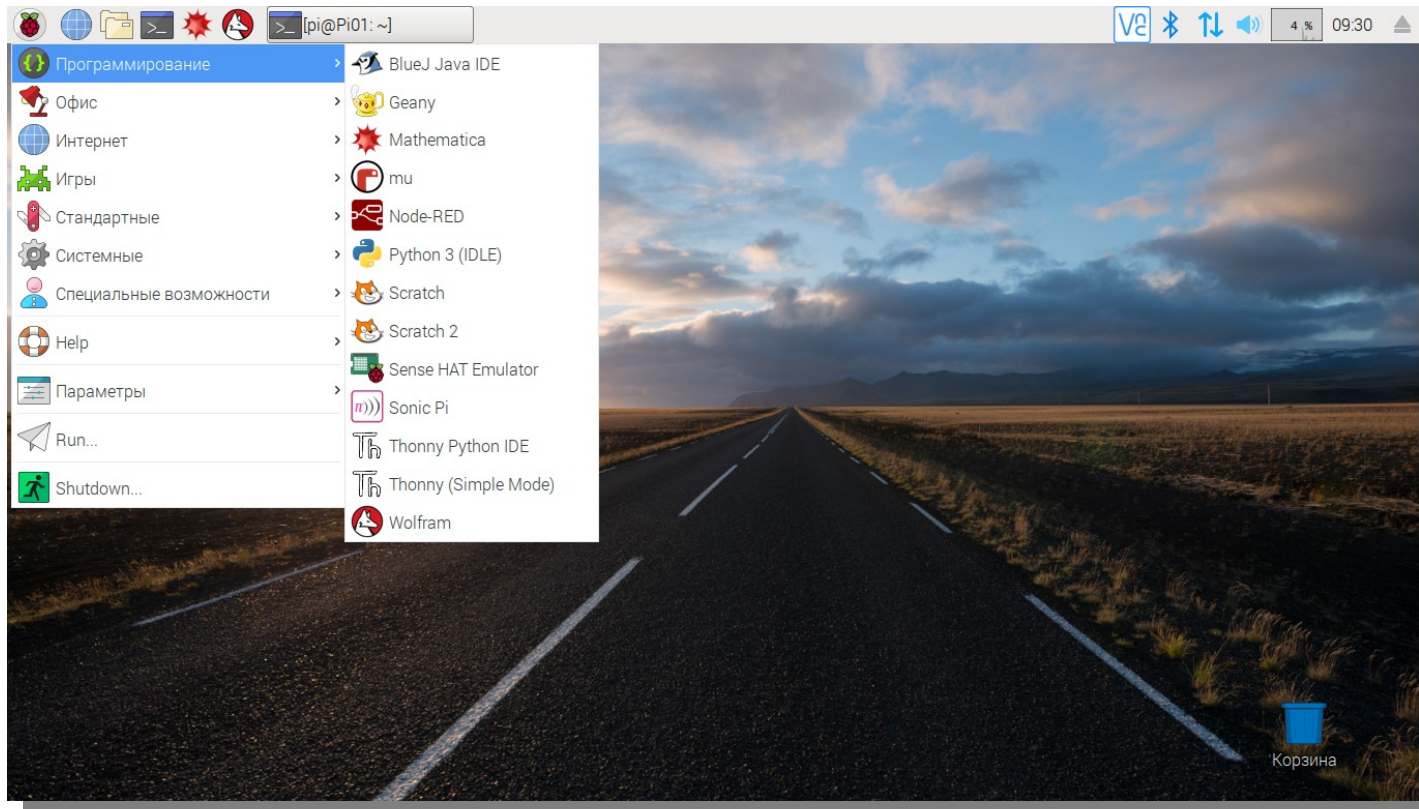 [pi@Pi01: ~]
4 %
09:30
Программирование
Офис
Интернет
Игры
Стандартные
Системные
Специальные возможности
Help
Параметры
Run...
Shutdown...
BlueJ Java IDE
Geany
Mathematica
mu
Node-RED
Python 3 (IDLE)
Scratch
Scratch 2
Sense HAT Emulator
Sonic Pi
Thonny Python IDE
Thonny (Simple Mode)
Wolfram
Корзина